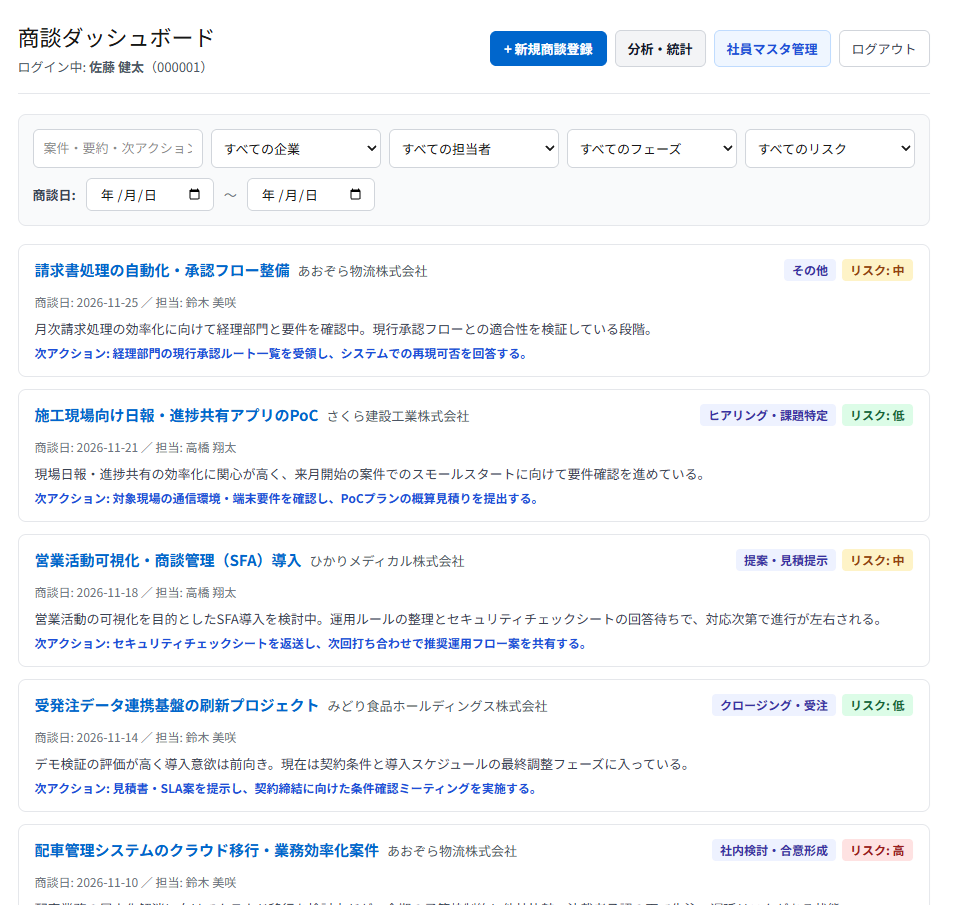 商談ダッシュボード
ログイン中: 佐藤 健太（000001）
+ 新規商談登録
分析・統計
社員マスタ管理
ログアウト
案件・要約・次アクション
すべての企業
すべての担当者
すべてのフェーズ
すべてのリスク
商談日: 年 /月/日 ～ 年 /月/日
請求書処理の自動化・承認フロー整備 あおぞら物流株式会社 その他 リスク: 中
商談日: 2026-11-25 ／ 担当: 鈴木 美咲
月次請求処理の効率化に向けて経理部門と要件を確認中。現行承認フローとの適合性を検証している段階。
次アクション: 経理部門の現行承認ルート一覧を受領し、システムでの再現可否を回答する。
施工現場向け日報・進捗共有アプリのPoC さくら建設工業株式会社 ヒアリング・課題特定 リスク: 低
商談日: 2026-11-21 ／ 担当: 高橋 翔太
現場日報・進捗共有の効率化に関心が高く、来月開始の案件でのスモールスタートに向けて要件確認を進めている。
次アクション: 対象現場の通信環境・端末要件を確認し、PoCプランの概算見積りを提出する。
営業活動可視化・商談管理（SFA）導入 ひかりメディカル株式会社 提案・見積提示 リスク: 中
商談日: 2026-11-18 ／ 担当: 高橋 翔太
営業活動の可視化を目的としたSFA導入を検討中。運用ルールの整理とセキュリティチェックシートの回答待ちで、対応次第で進行が左右される。
次アクション: セキュリティチェックシートを返送し、次回打ち合わせで推奨運用フロー案を共有する。
受発注データ連携基盤の刷新プロジェクト みどり食品ホールディングス株式会社 クロージング・受注 リスク: 低
商談日: 2026-11-14 ／ 担当: 鈴木 美咲
デモ検証の評価が高く導入意欲は前向き。現在は契約条件と導入スケジュールの最終調整フェーズに入っている。
次アクション: 見積書・SLA案を提示し、契約締結に向けた条件確認ミーティングを実施する。
配車管理システムのクラウド移行・業務効率化案件 あおぞら物流株式会社 社内検討・合意形成 リスク: 高
商談日: 2026-11-10 ／ 担当: 鈴木 美咲